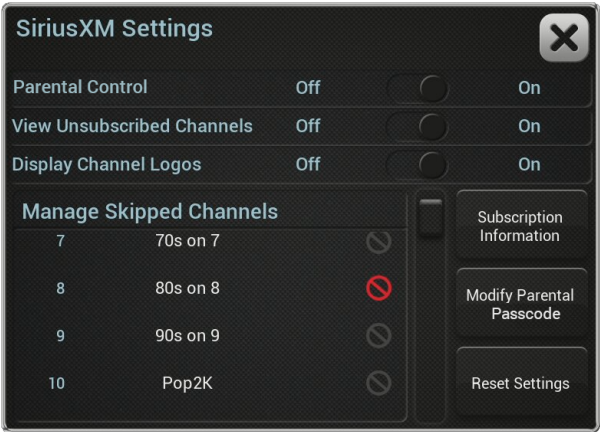 SiriusXM Settings
Parental Control Off On
View Unsubscribed Channels Off On
Display Channel Logos Off On
Manage Skipped Channels
7 70s on 7
8 80s on 8
9 90s on 9
10 Pop2K
Subscription
Information
Modify Parental
Passcode
Reset Settings